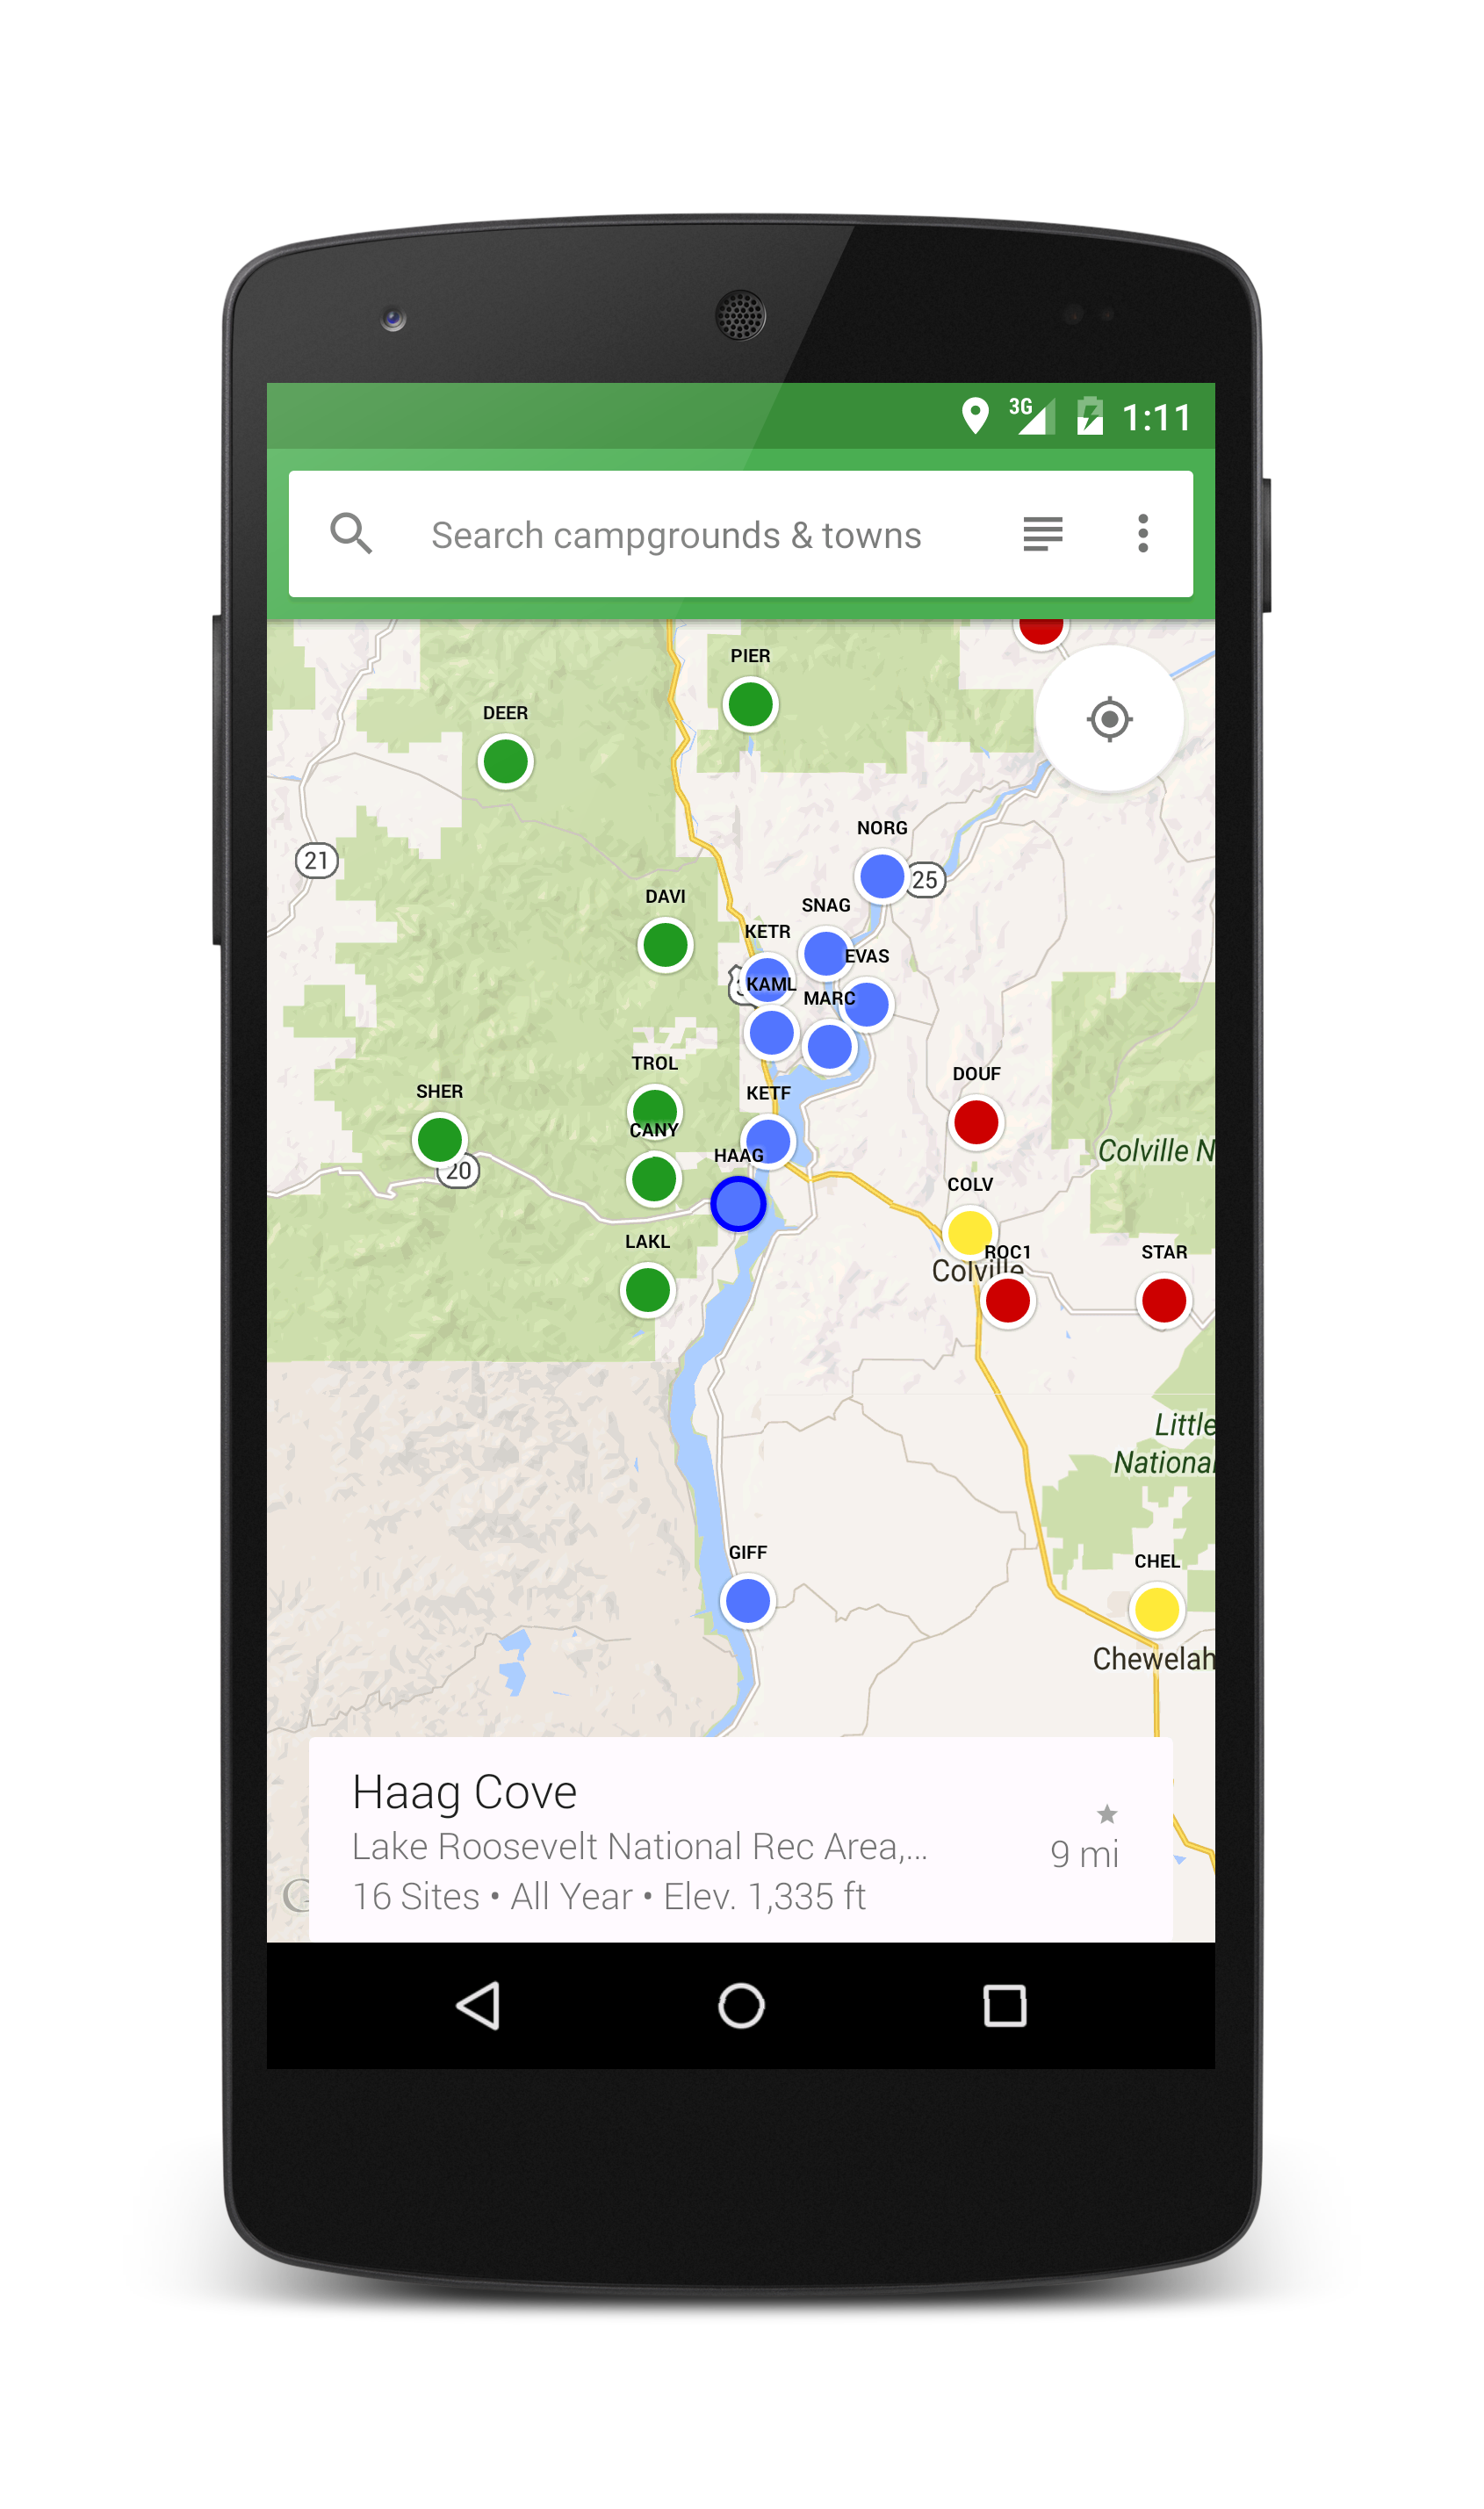 3G 1:11
Search campgrounds & towns
PIER
DEER
NORG
21
25
DAVI
SNAG
KETR
EVAS
KAML
MARC
TROL
DOUF
SHER
KETF
CANY
HAAG
20
Colville N
COLV
LAKL
ROC1
STAR
Colville
Little
National
GIFF
CHEL
Chewelah
Haag Cove
Lake Roosevelt National Rec Area,...
9 mi
16 Sites • All Year • Elev. 1,335 ft